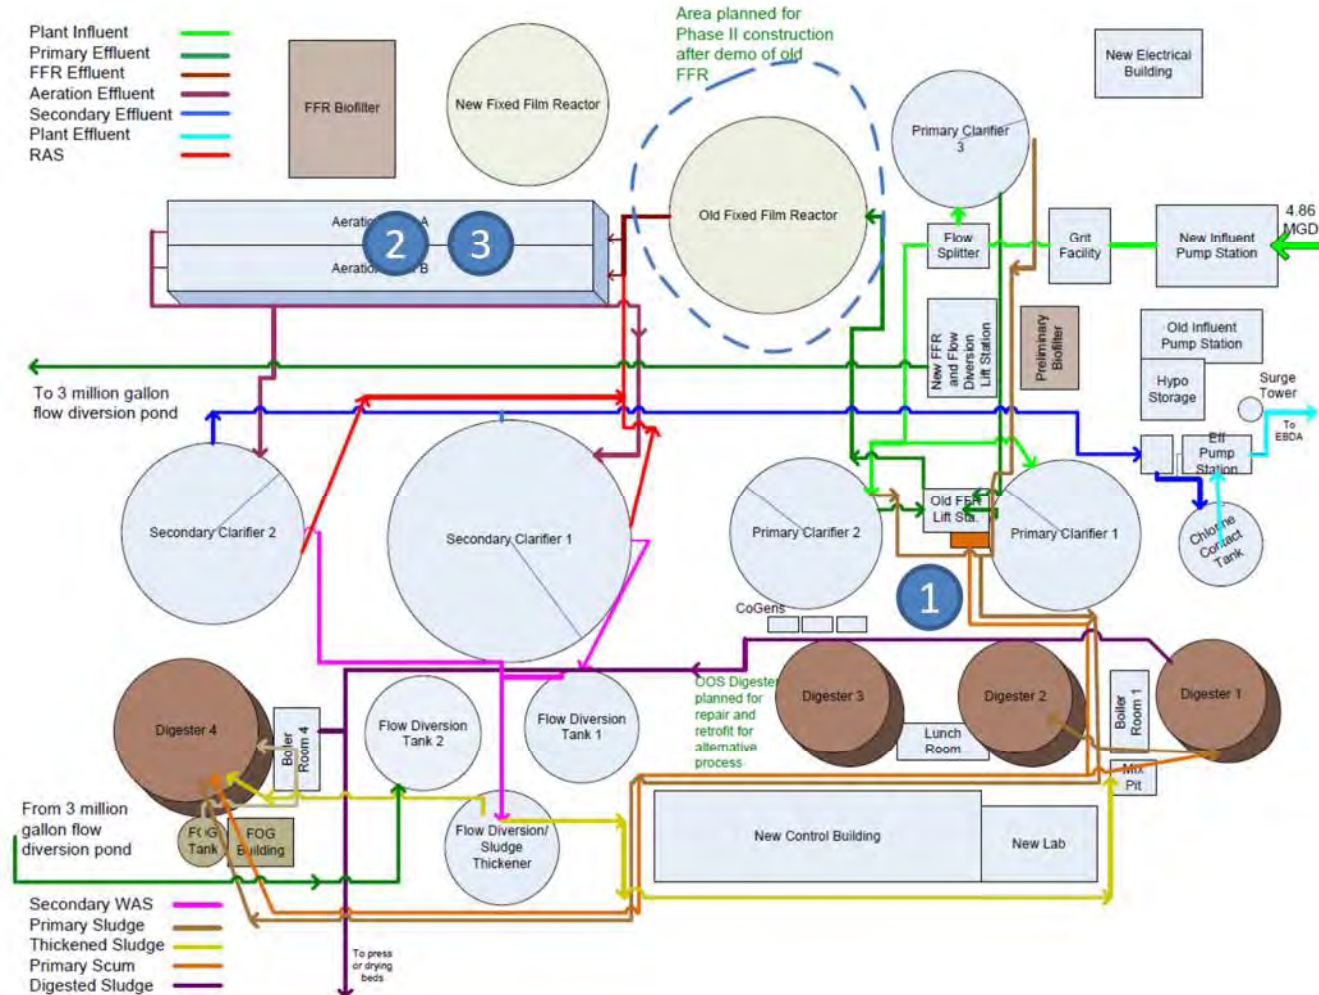 Plant Influent
Primary Effluent
FFR Effluent
Aeration Effluent
Secondary Effluent
Plant Effluent
RAS
FFR Biofilter
New Fixed Film Reactor
Area planned for
Phase II construction
after demo of old
FFR
Old Fixed Film Reactor
Primary Clarifier
3
New Electrical
Building
Aeration A
Aeration B
2
3
Flow
Splitter
Grit
Facility
New Influent
Pump Station
4.86
MGD
New FFR
and Flow
Diversion
Lift Station
Preliminary
Biofilter
Old Influent
Pump Station
Hypo
Storage
Surge
Tower
To
EBDA
Eff
Pump
Station
Chlorine
Contact
Tank
To 3 million gallon
flow diversion pond
Secondary Clarifier 2
Secondary Clarifier 1
Primary Clarifier 2
Old FFR
Lift Sta.
Primary Clarifier 1
1
CoGens
Digester 4
Boiler
Room 4
Flow Diversion
Tank 2
Flow Diversion
Tank 1
OOS Digester
planned for
repair and
retrofit for
alternative
process
Digester 3
Lunch
Room
Digester 2
Boiler
Room 1
Digester 1
Mix
Pit
From 3 million
gallon flow
diversion pond
FOG
Tank
FOG
Building
Flow Diversion/
Sludge
Thickener
New Control Building
New Lab
Secondary WAS
Primary Sludge
Thickened Sludge
Primary Scum
Digested Sludge
To press
or drying
beds